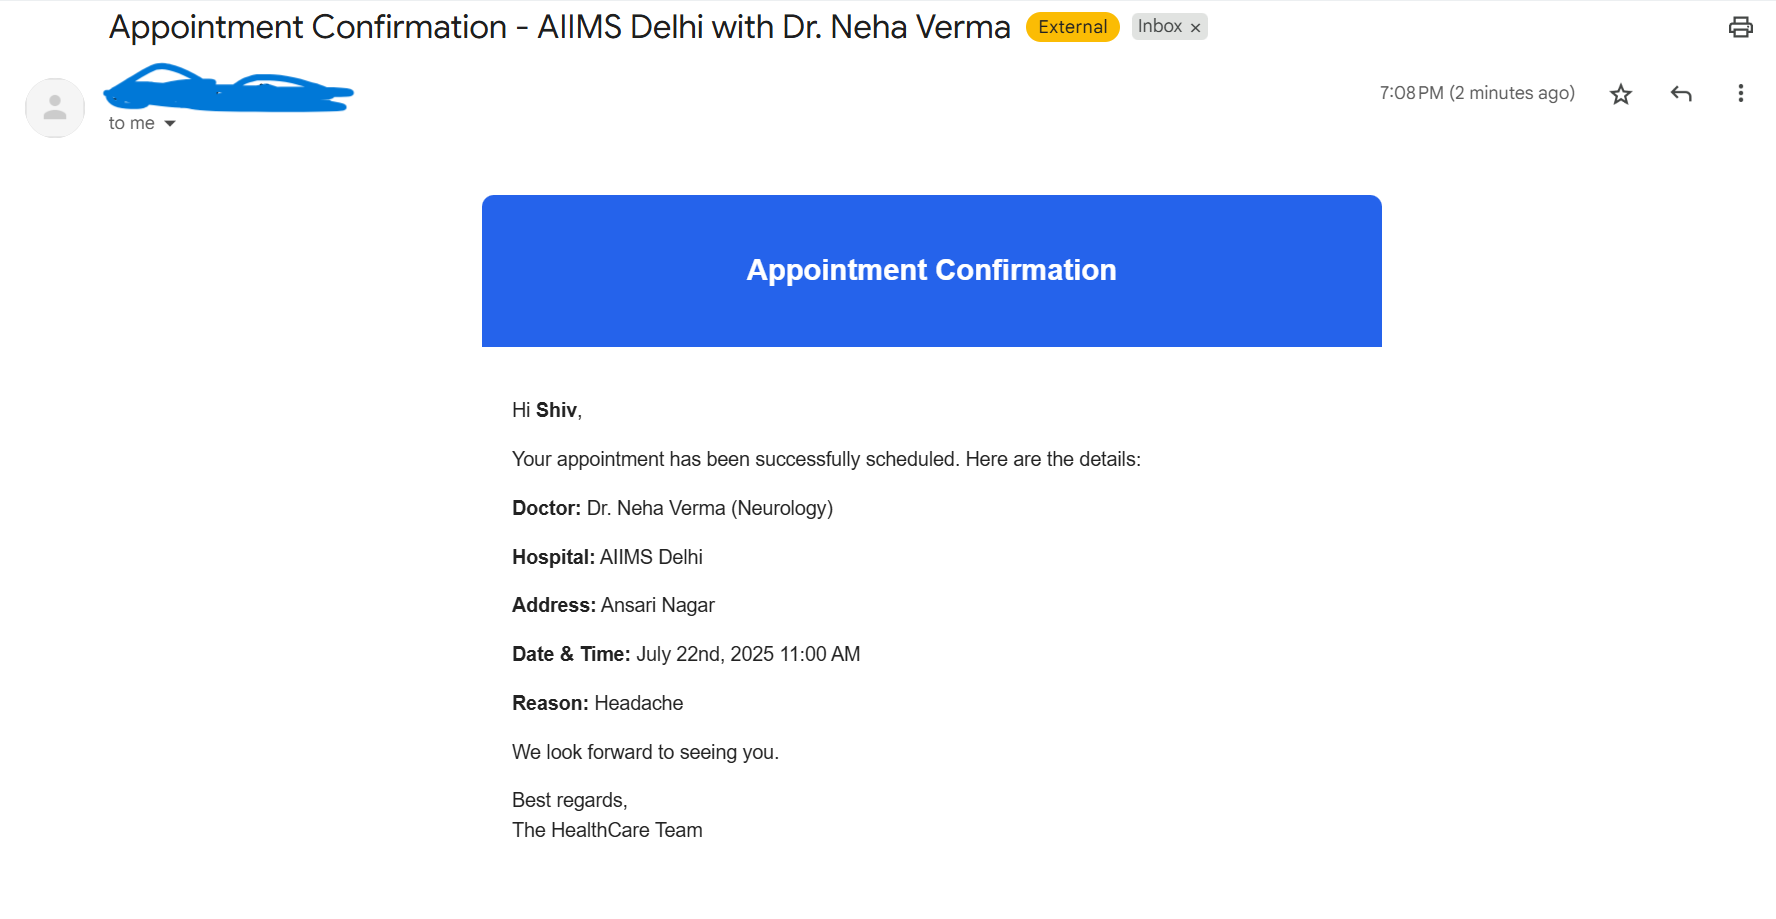 Appointment Confirmation - AIIMS Delhi with Dr. Neha Verma External Inbox ×
7:08 PM (2 minutes ago)
to me
Appointment Confirmation
Hi Shiv,
Your appointment has been successfully scheduled. Here are the details:
Doctor: Dr. Neha Verma (Neurology)
Hospital: AIIMS Delhi
Address: Ansari Nagar
Date & Time: July 22nd, 2025 11:00 AM
Reason: Headache
We look forward to seeing you.
Best regards,
The HealthCare Team